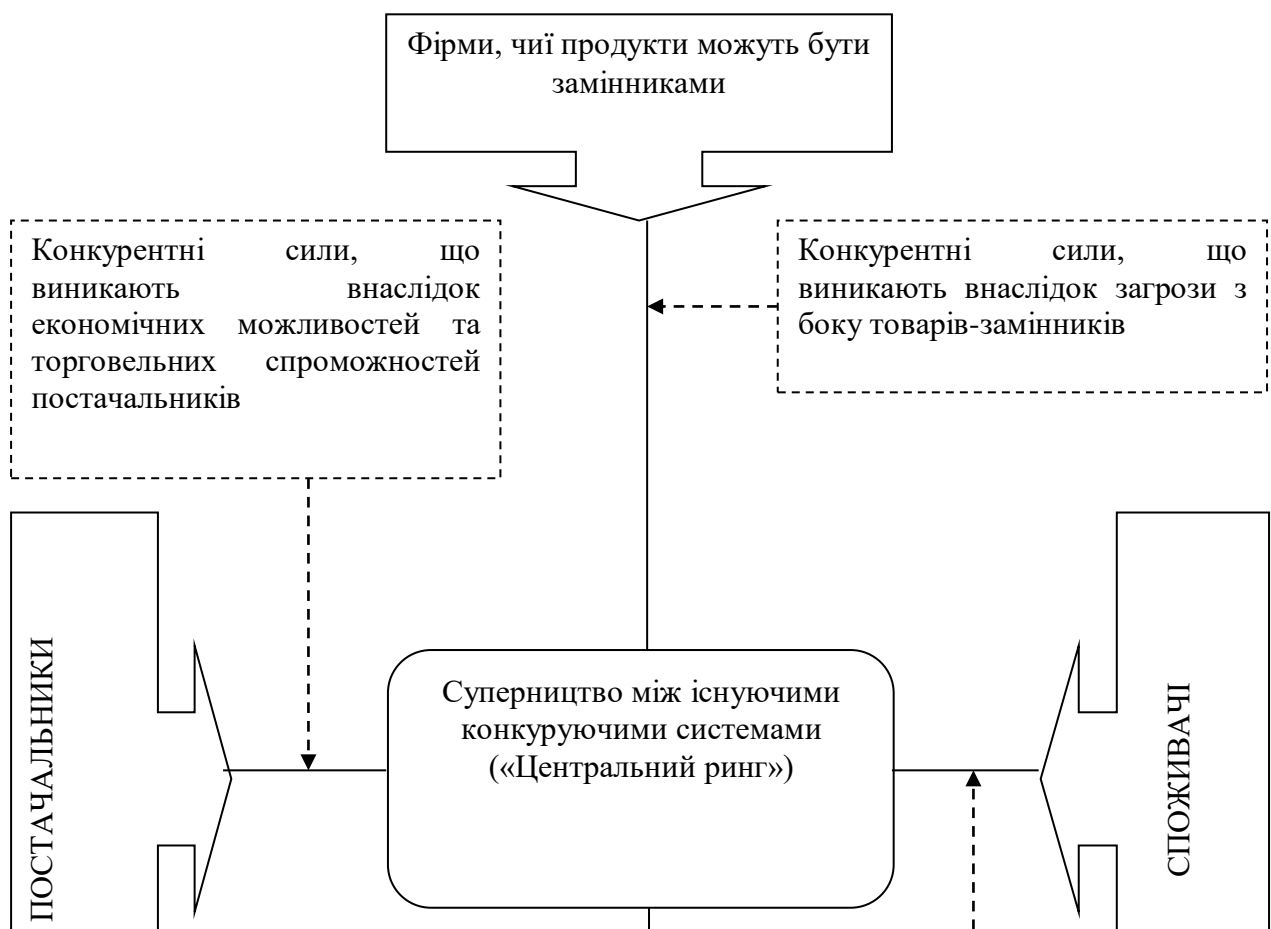 Фірми, чиї продукти можуть бути
замінниками
Конкурентні сили, що
виникають внаслідок
економічних можливостей та
торговельних спроможностей
постачальників
Конкурентні сили, що
виникають внаслідок загрози з
боку товарів-замінників
ПОСТАЧАЛЬНИКИ
Суперництво між існуючими
конкуруючими системами
(«Центральний ринг»)
СПОЖИВАЧІ